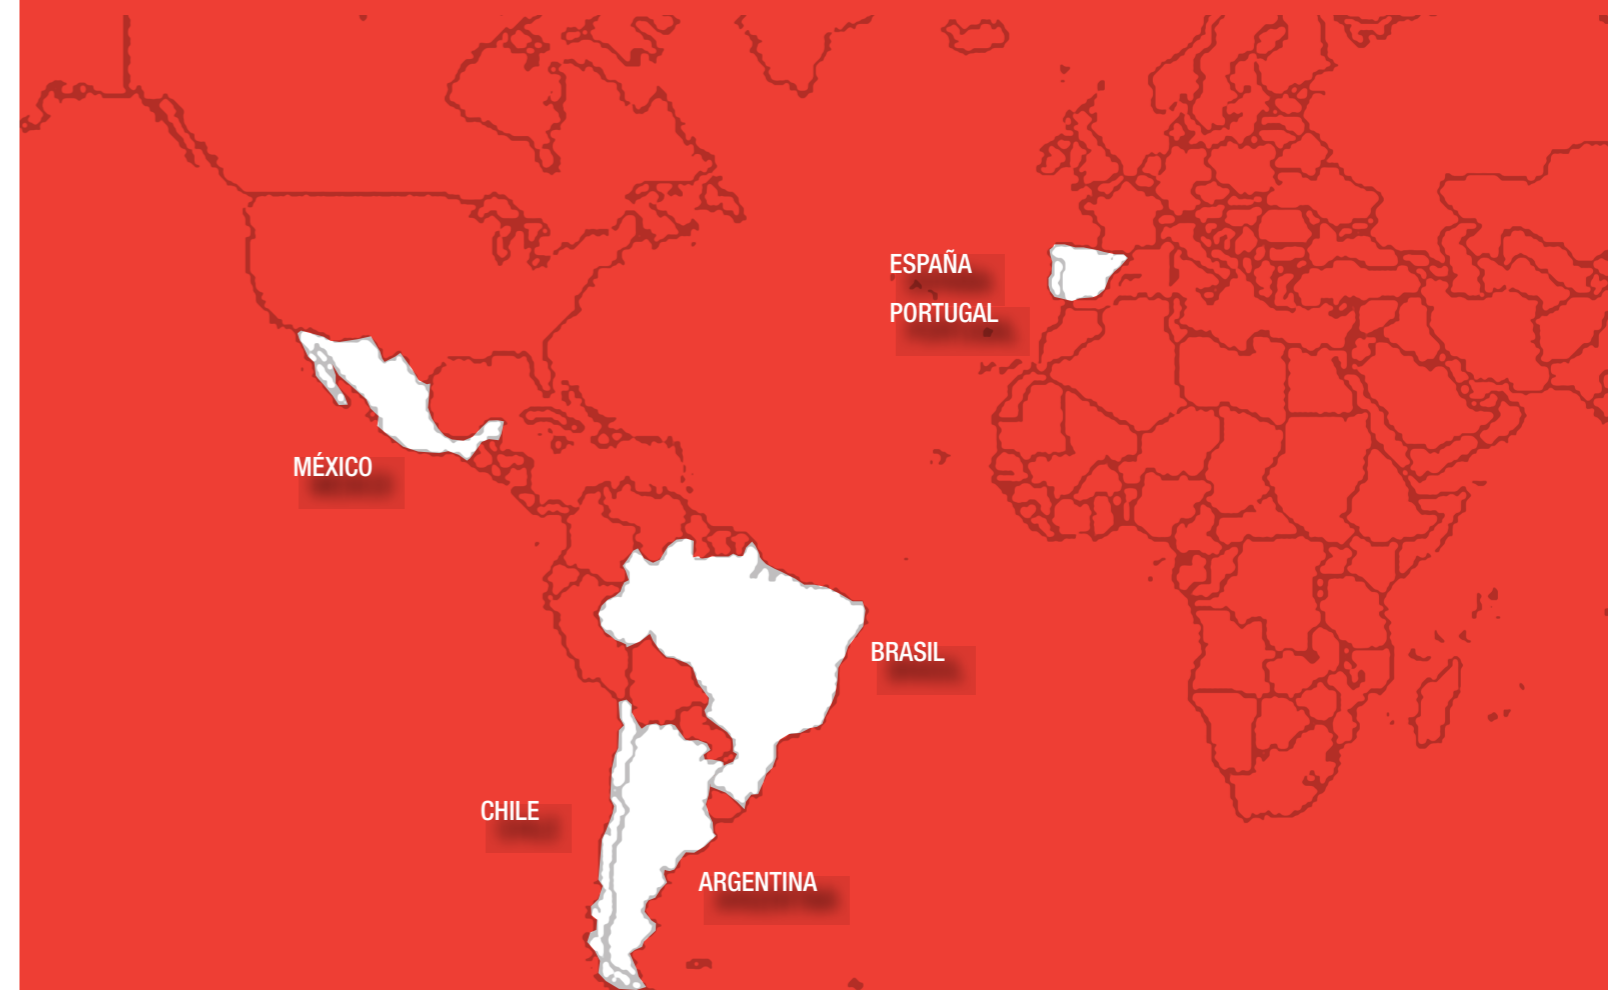 ESPAÑA
PORTUGAL
MÉXICO
BRASIL
CHILE
ARGENTINA